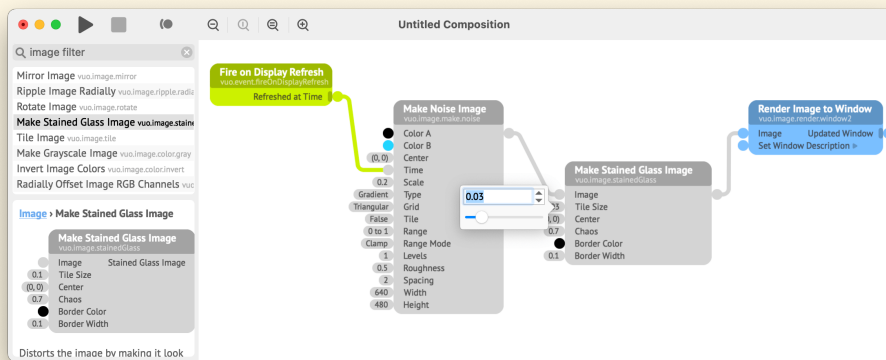 Untitled Composition
image filter
Mirror Image vuo.image.mirror
Ripple Image Radially vuo.image.ripple.radia
Rotate Image vuo.image.rotate
Make Stained Glass Image vuo.image.staine
Tile Image vuo.image.tile
Make Grayscale Image vuo.image.color.gray
Invert Image Colors vuo.image.color.invert
Radially Offset Image RGB Channels vuo
Image › Make Stained Glass Image
Make Stained Glass Image
vuo.image.stainedGlass
Image Stained Glass Image
0.1 Tile Size
(0, 0) Center
0.7 Chaos
Border Color
0.1 Border Width
Distorts the image by making it look
Fire on Display Refresh
vuo.event.fireOnDisplayRefresh
Refreshed at Time
Make Noise Image
vuo.image.make.noise
Color A
Color B
(0, 0) Center
Time
0.2 Scale
Gradient Type
Triangular Grid
False Tile
0 to 1 Range
Clamp Range Mode
1 Levels
0.5 Roughness
2 Spacing
640 Width
480 Height
0.03
Make Stained Glass Image
vuo.image.stainedGlass
Image
Tile Size
Center
0.7 Chaos
Border Color
0.1 Border Width
Render Image to Window
vuo.image.render.window2
Image Updated Window
Set Window Description